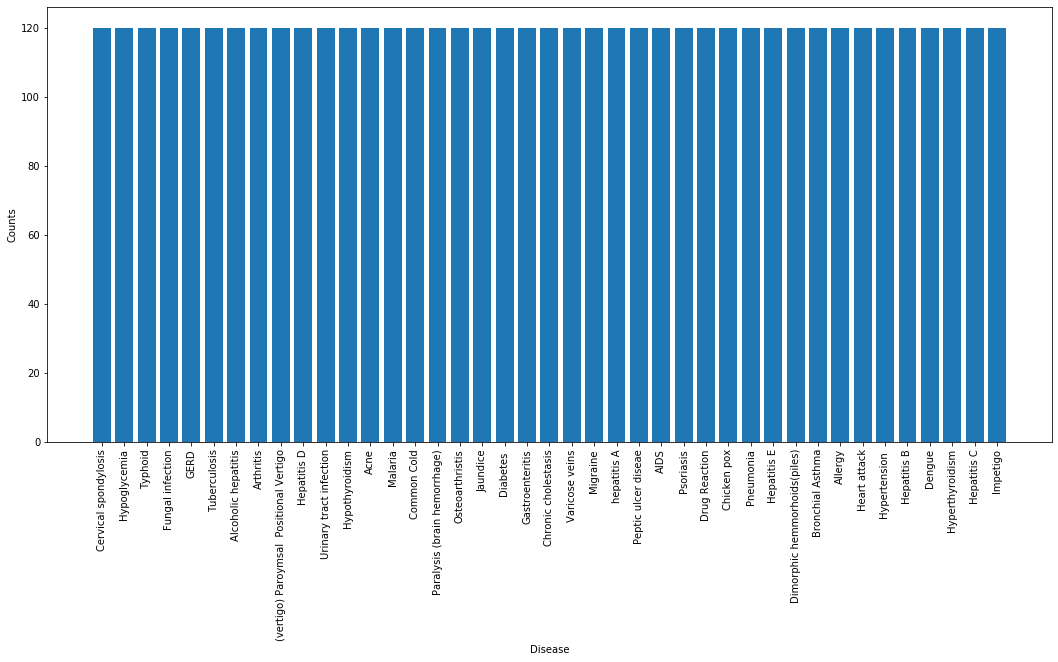 120
100
80
60
40
20
0
Counts
Cervical spondylosis
Hypoglycemia
Typhoid
Fungal infection
GERD
Tuberculosis
Alcoholic hepatitis
Arthritis
(vertigo) Paroymsal  Positional Vertigo
Hepatitis D
Urinary tract infection
Hypothyroidism
Acne
Malaria
Common Cold
Paralysis (brain hemorrhage)
Osteoarthristis
Jaundice
Diabetes
Gastroenteritis
Chronic cholestasis
Varicose veins
Migraine
hepatitis A
Peptic ulcer diseae
AIDS
Psoriasis
Drug Reaction
Chicken pox
Pneumonia
Hepatitis E
Dimorphic hemmorhoids(piles)
Bronchial Asthma
Allergy
Heart attack
Hypertension
Hepatitis B
Dengue
Hyperthyroidism
Hepatitis C
Impetigo
Disease